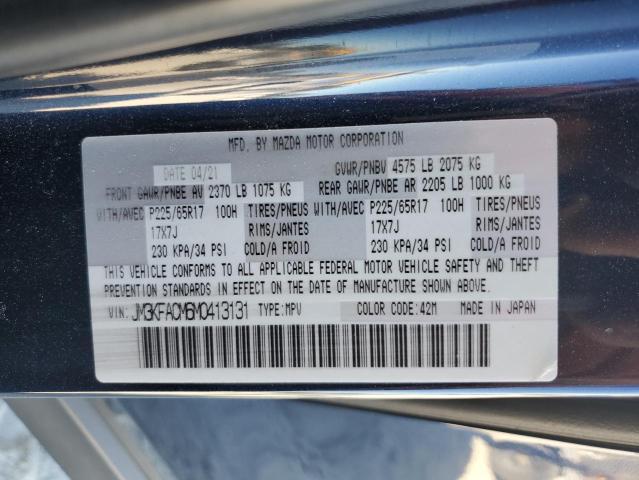 MFD. BY MAZDA MOTOR CORPORATION
DATE 04/21 GVWR/PNBV 4575 LB 2075 KG
FRONT GAWR/PNBE AV 2370 LB 1075 KG REAR GAWR/PNBE AR 2205 LB 1000 KG
WITH/AVEC P225/65R17 100H TIRES/PNEUS WITH/AVEC P225/65R17 100H TIRES/PNEUS
17X7J RIMS/JANTES 17X7J RIMS/JANTES
230 KPA/34 PSI COLD/A FROID 230 KPA/34 PSI COLD/A FROID
THIS VEHICLE CONFORMS TO ALL APPLICABLE FEDERAL MOTOR VEHICLE SAFETY AND THEFT
PREVENTION STANDARDS IN EFFECT ON THE DATE OF MANUFACTURE SHOWN ABOVE.
VIN: JM3KFACM6M0413131 TYPE:MPV COLOR CODE:42M MADE IN JAPAN